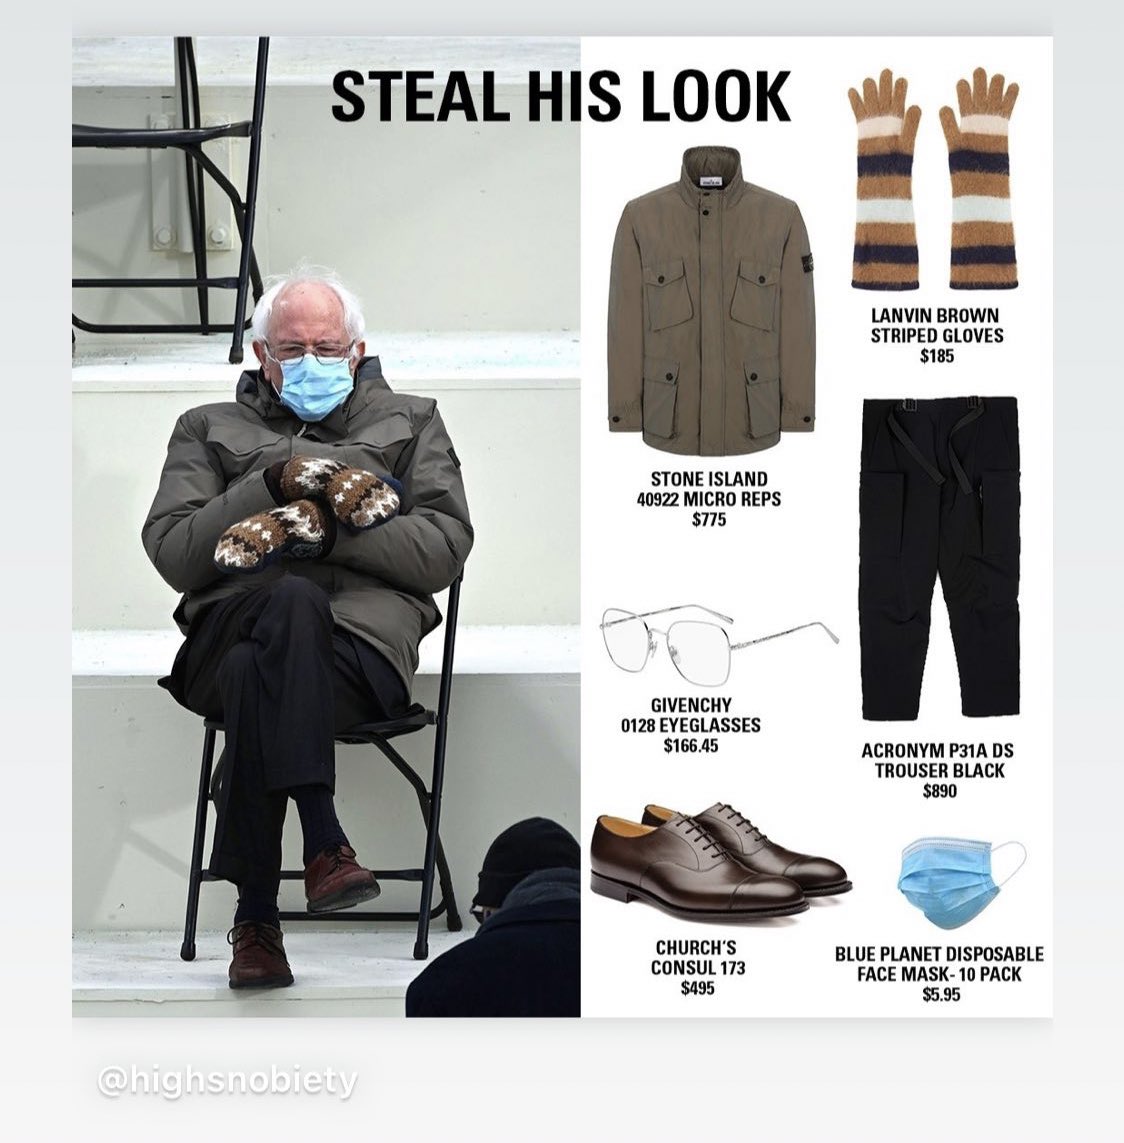 STEAL HIS LOOK
LANVIN BROWN
STRIPED GLOVES
$185
STONE ISLAND
40922 MICRO REPS
$775
GIVENCHY
0128 EYEGLASSES
$166.45
ACRONYM P31A DS
TROUSER BLACK
$890
CHURCH'S
CONSUL 173
$495
BLUE PLANET DISPOSABLE
FACE MASK- 10 PACK
$5.95
@highsnobiety